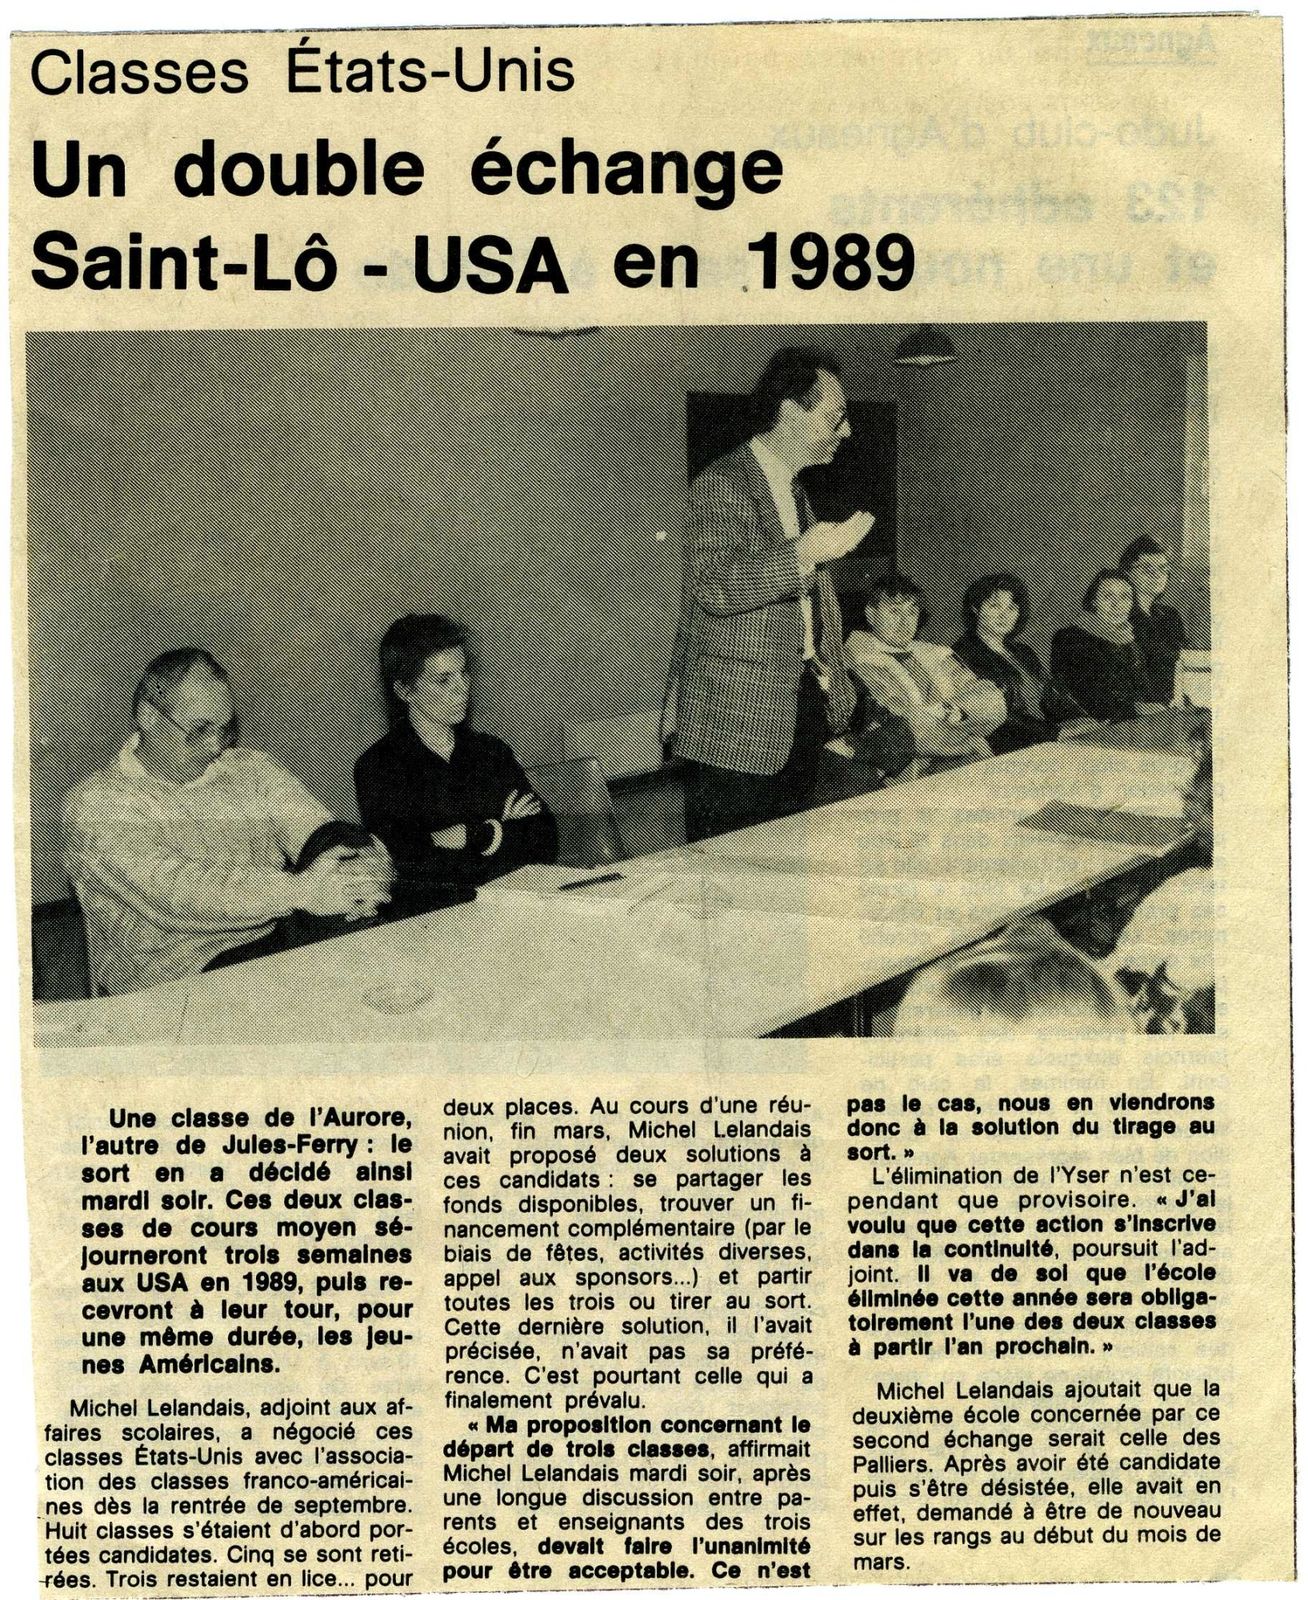 Classes États-Unis
Un double échange
Saint-Lô - USA en 1989
Une classe de l'Aurore,
l'autre de Jules-Ferry : le
sort en a décidé ainsi
mardi soir. Ces deux clas-
ses de cours moyen sé-
journeront trois semaines
aux USA en 1989, puis re-
cevront à leur tour, pour
une même durée, les jeu-
nes Américains.
Michel Lelandais, adjoint aux af-
faires scolaires, a négocié ces
classes États-Unis avec l'associa-
tion des classes franco-américai-
nes dès la rentrée de septembre.
Huit classes s'étaient d'abord por-
tées candidates. Cinq se sont reti-
rées. Trois restaient en lice... pour
deux places. Au cours d'une réu-
nion, fin mars, Michel Lelandais
avait proposé deux solutions à
ces candidats : se partager les
fonds disponibles, trouver un fi-
nancement complémentaire (par le
biais de fêtes, activités diverses,
appel aux sponsors...) et partir
toutes les trois ou tirer au sort.
Cette dernière solution, il l'avait
précisée, n'avait pas sa préfé-
rence. C'est pourtant celle qui a
finalement prévalu.
« Ma proposition concernant le
départ de trois classes, affirmait
Michel Lelandais mardi soir, après
une longue discussion entre pa-
rents et enseignants des trois
écoles, devait faire l'unanimité
pour être acceptable. Ce n'est
pas le cas, nous en viendrons
donc à la solution du tirage au
sort. »
L'élimination de l'Yser n'est ce-
pendant que provisoire. « J'ai
voulu que cette action s'inscrive
dans la continuité, poursuit l'ad-
joint. Il va de soi que l'école
éliminée cette année sera obliga-
toirement l'une des deux classes
à partir l'an prochain. »
Michel Lelandais ajoutait que la
deuxième école concernée par ce
second échange serait celle des
Palliers. Après avoir été candidate
puis s'être désistée, elle avait en
effet, demandé à être de nouveau
sur les rangs au début du mois de
mars.